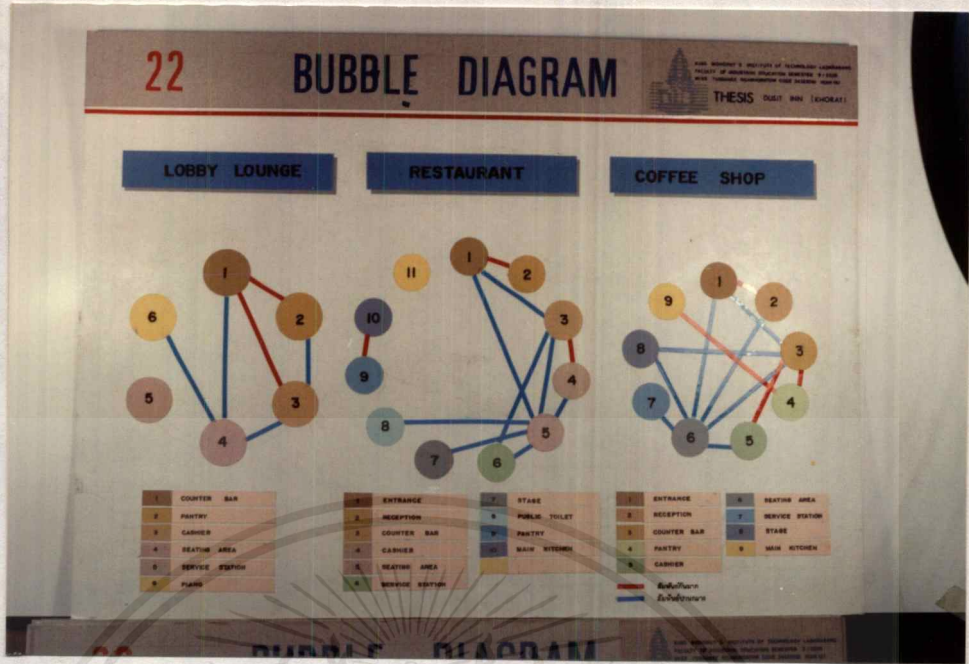 22 BUBBLE DIAGRAM
THESIS DUSIT INN (KHORAT)
LOBBY LOUNGE
RESTAURANT
COFFEE SHOP
1
2
3
4
5
6
1
2
3
4
5
6
7
8
9
10
11
1
2
3
4
5
6
7
8
9
1 COUNTER BAR
2 PANTRY
3 CASHIER
4 SEATING AREA
5 SERVICE STATION
6 PIANO
1 ENTRANCE
2 RECEPTION
3 COUNTER BAR
4 CASHIER
5 SEATING AREA
6 SERVICE STATION
7 STAGE
8 PUBLIC TOILET
9 PANTRY
10 MAIN KITCHEN
1 ENTRANCE
2 RECEPTION
3 COUNTER BAR
4 PANTRY
5 CASHIER
6 SEATING AREA
7 SERVICE STATION
8 STAGE
9 MAIN KITCHEN
BUBBLE DIAGRAM